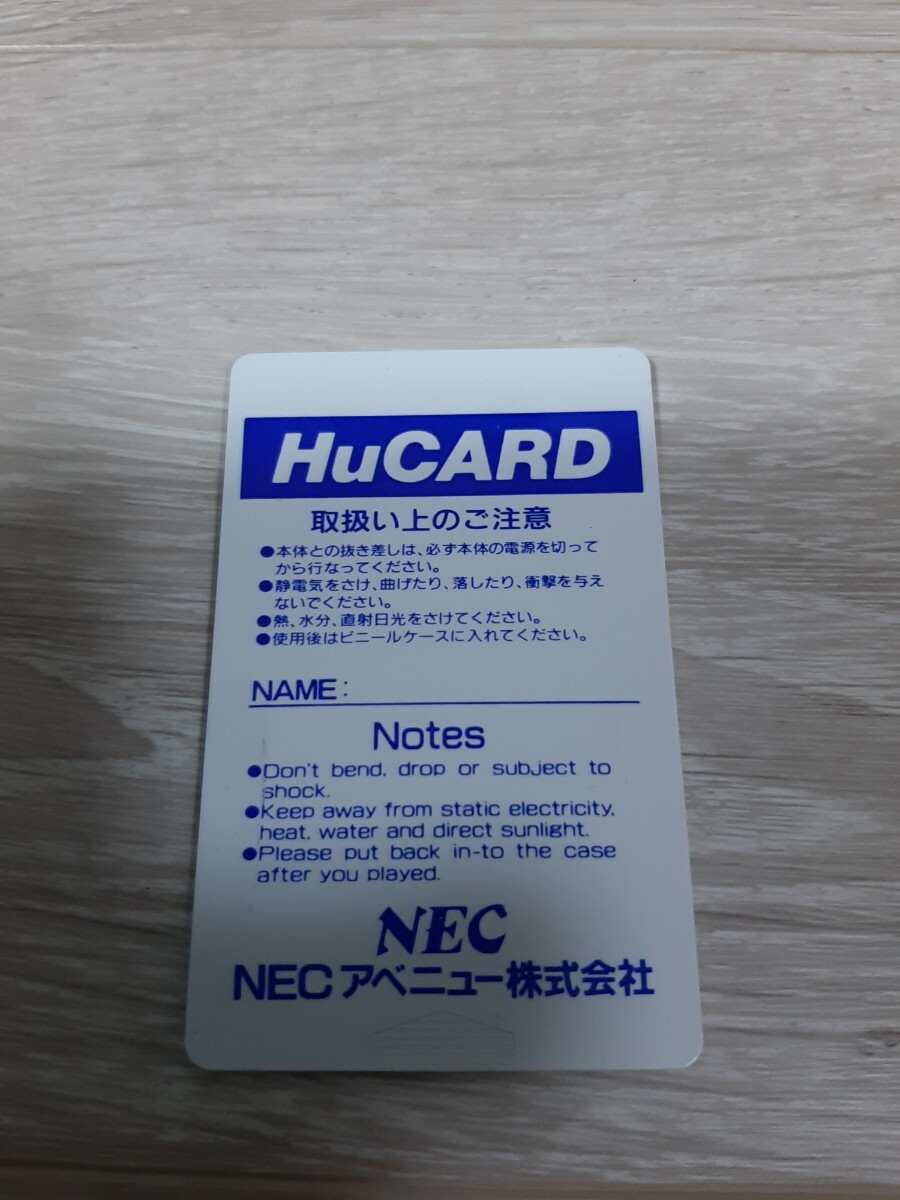 HuCARD
取扱い上のご注意
●本体との抜き差しは、必ず本体の電源を切って
から行なってください。
●静電気をさけ、曲げたり、落したり、衝撃を与え
ないでください。
●熱、水分、直射日光をさけてください。
●使用後はビニールケースに入れてください。
NAME:
Notes
●Don't bend, drop or subject to
shock.
●Keep away from static electricity,
heat, water and direct sunlight.
●Please put back in-to the case
after you played.
NEC
NECアベニュー株式会社